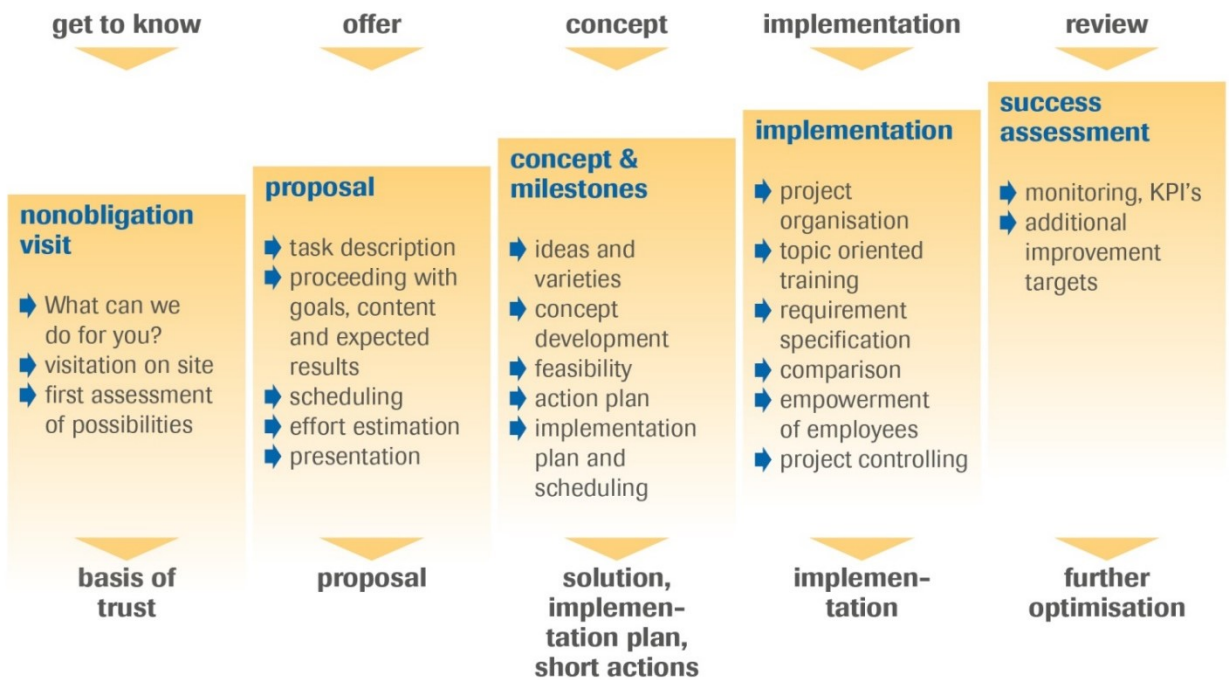 get to know
offer
concept
implementation
review
nonobligation
visit
What can we
do for you?
visitation on site
first assessment
of possibilities
proposal
task description
proceeding with
goals, content
and expected
results
scheduling
effort estimation
presentation
concept &
milestones
ideas and
varieties
concept
development
feasibility
action plan
implementation
plan and
scheduling
implementation
project
organisation
topic oriented
training
requirement
specification
comparison
empowerment
of employees
project controlling
success
assessment
monitoring, KPI's
additional
improvement
targets
basis of
trust
proposal
solution,
implemen-
tation plan,
short actions
implemen-
tation
further
optimisation